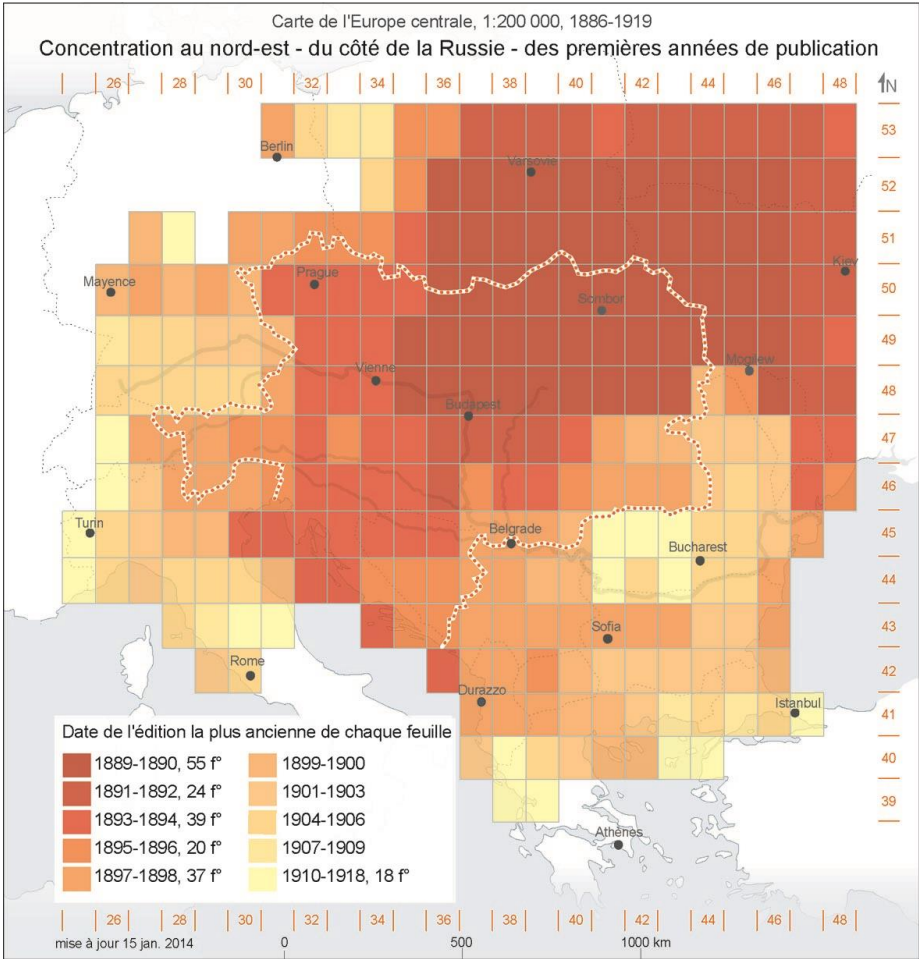 Carte de l'Europe centrale, 1:200 000, 1886-1919
Concentration au nord-est - du côté de la Russie - des premières années de publication
26 28 30 32 34 36 38 40 42 44 46 48
N
53
Berlin
Varsovie
52
51
Kiev
Mayence
Prague
50
Sombor
49
Mogilew
Vienne
48
Budapest
47
46
Turin
Belgrade
45
Bucharest
44
Sofia
43
Rome
42
Durazzo
Istanbul
41
40
39
Athènes
Date de l'édition la plus ancienne de chaque feuille
1889-1890, 55 f°
1891-1892, 24 f°
1893-1894, 39 f°
1895-1896, 20 f°
1897-1898, 37 f°
1899-1900
1901-1903
1904-1906
1907-1909
1910-1918, 18 f°
26 28 30 32 34 36 38 40 42 44 46 48
mise à jour 15 jan. 2014
0 500 1000 km